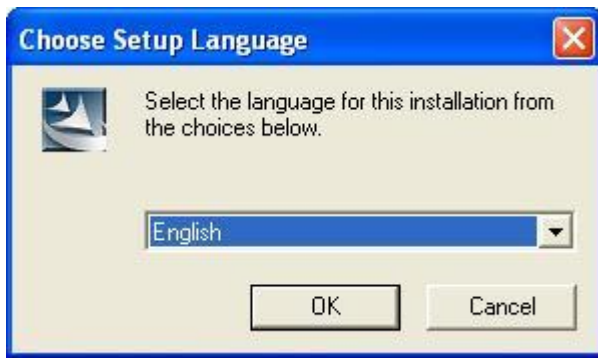 Choose Setup Language
Select the language for this installation from
the choices below.
English
OK
Cancel